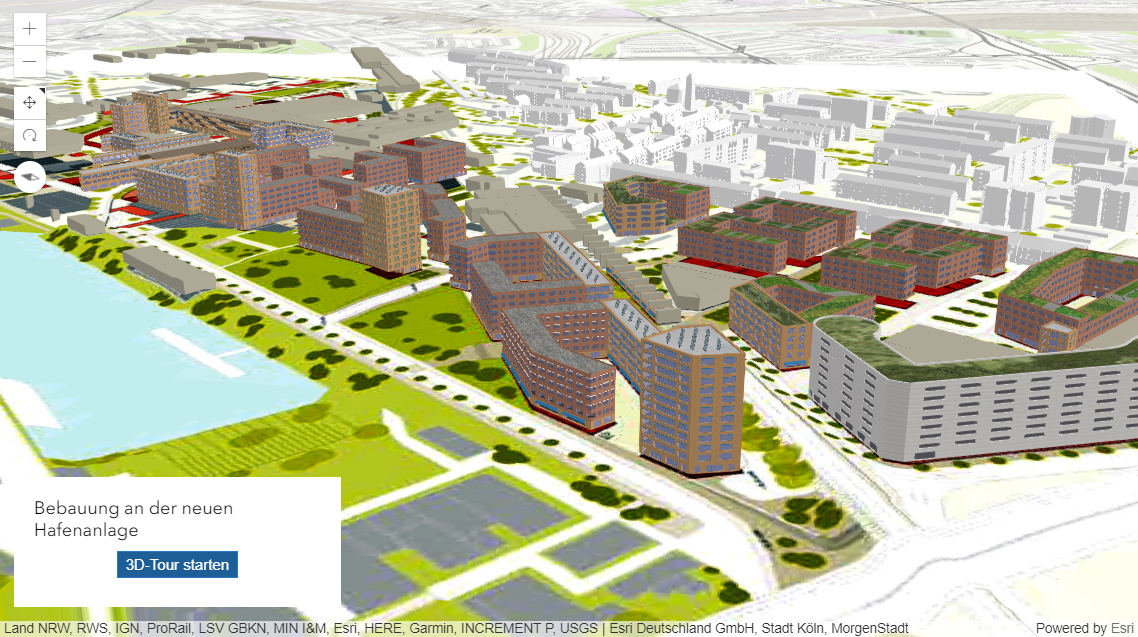 Bebauung an der neuen
Hafenanlage
3D-Tour starten
Land NRW, RWS, IGN, ProRail, LSV GBKN, MIN I&M, Esri, HERE, Garmin, INCREMENT P, USGS | Esri Deutschland GmbH, Stadt Köln, MorgenStadt
Powered by Esri